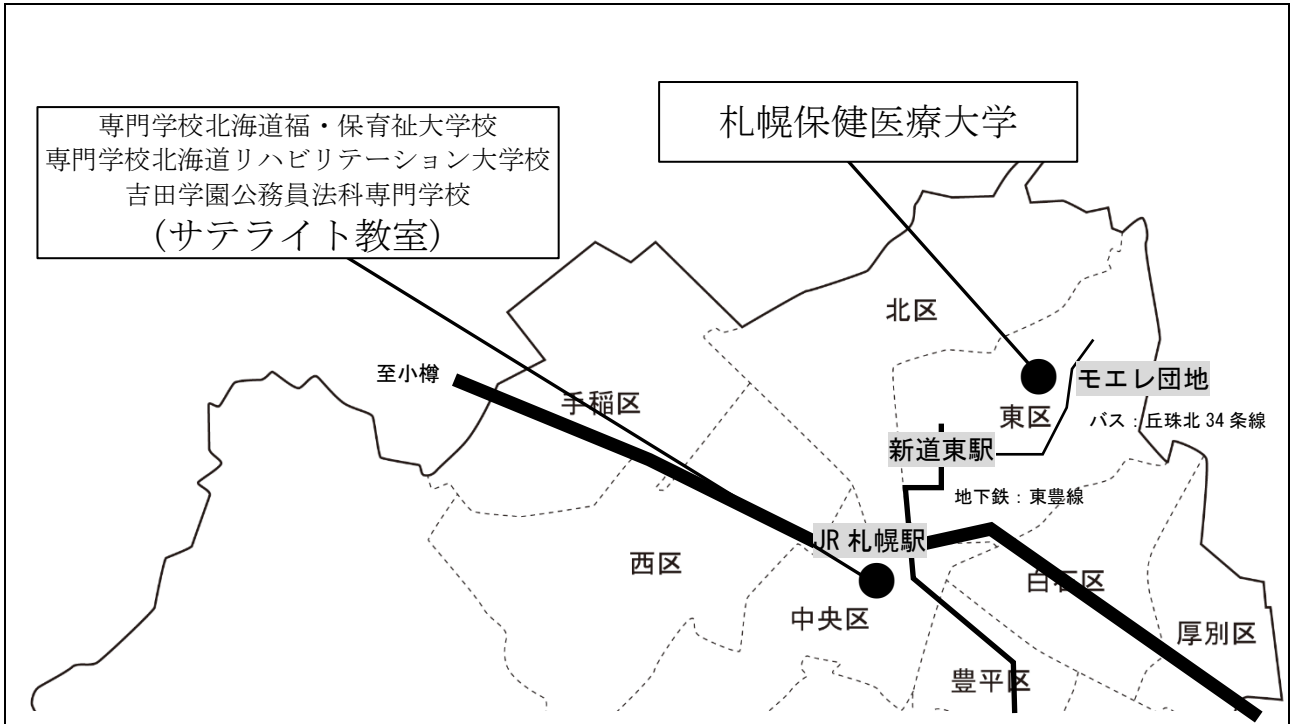 専門学校北海道福・保育祉大学校
専門学校北海道リハビリテーション大学校
吉田学園公務員法科専門学校
（サテライト教室）
札幌保健医療大学
北区
至小樽
手稲区
モエレ団地
東区
バス：丘珠北 34 条線
新道東駅
地下鉄：東豊線
JR 札幌駅
西区
白石区
中央区
厚別区
豊平区